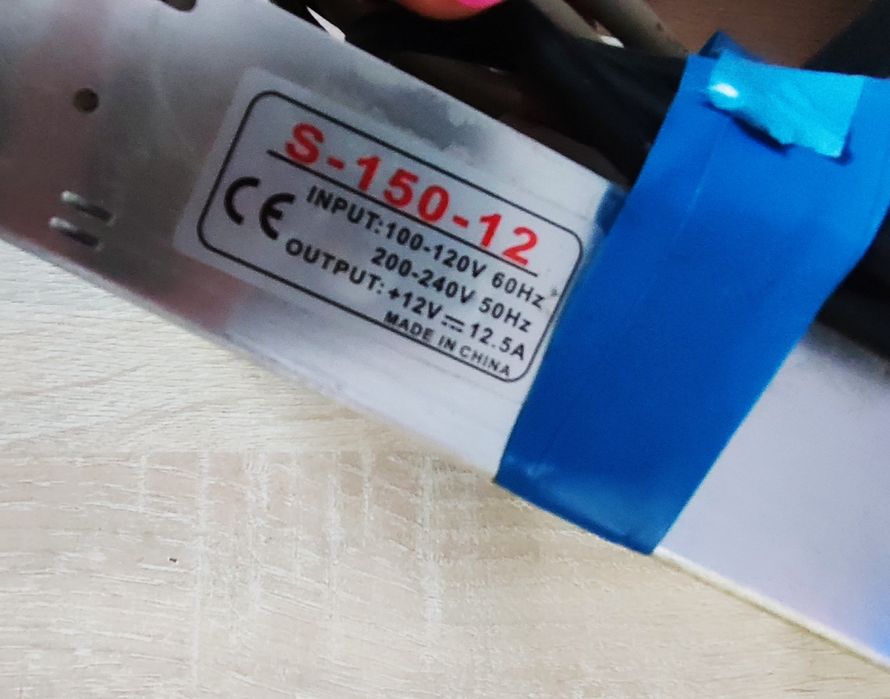 S-150-12
CE INPUT:100-120V 60Hz
200-240V 50Hz
OUTPUT:+12V⎓12.5A
MADE IN CHINA